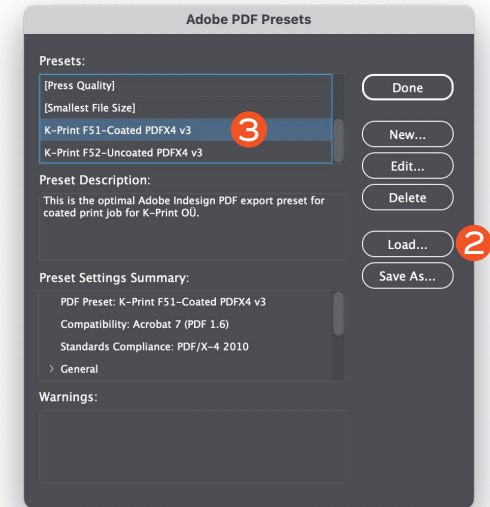 Adobe PDF Presets
Presets:
[Press Quality]
[Smallest File Size]
K-Print F51-Coated PDFX4 v3
K-Print F52-Uncoated PDFX4 v3
3
Preset Description:
This is the optimal Adobe Indesign PDF export preset for
coated print job for K-Print OÜ.
Preset Settings Summary:
PDF Preset: K-Print F51-Coated PDFX4 v3
Compatibility: Acrobat 7 (PDF 1.6)
Standards Compliance: PDF/X-4 2010
> General
Warnings:
Done
New...
Edit...
Delete
Load...
2
Save As...